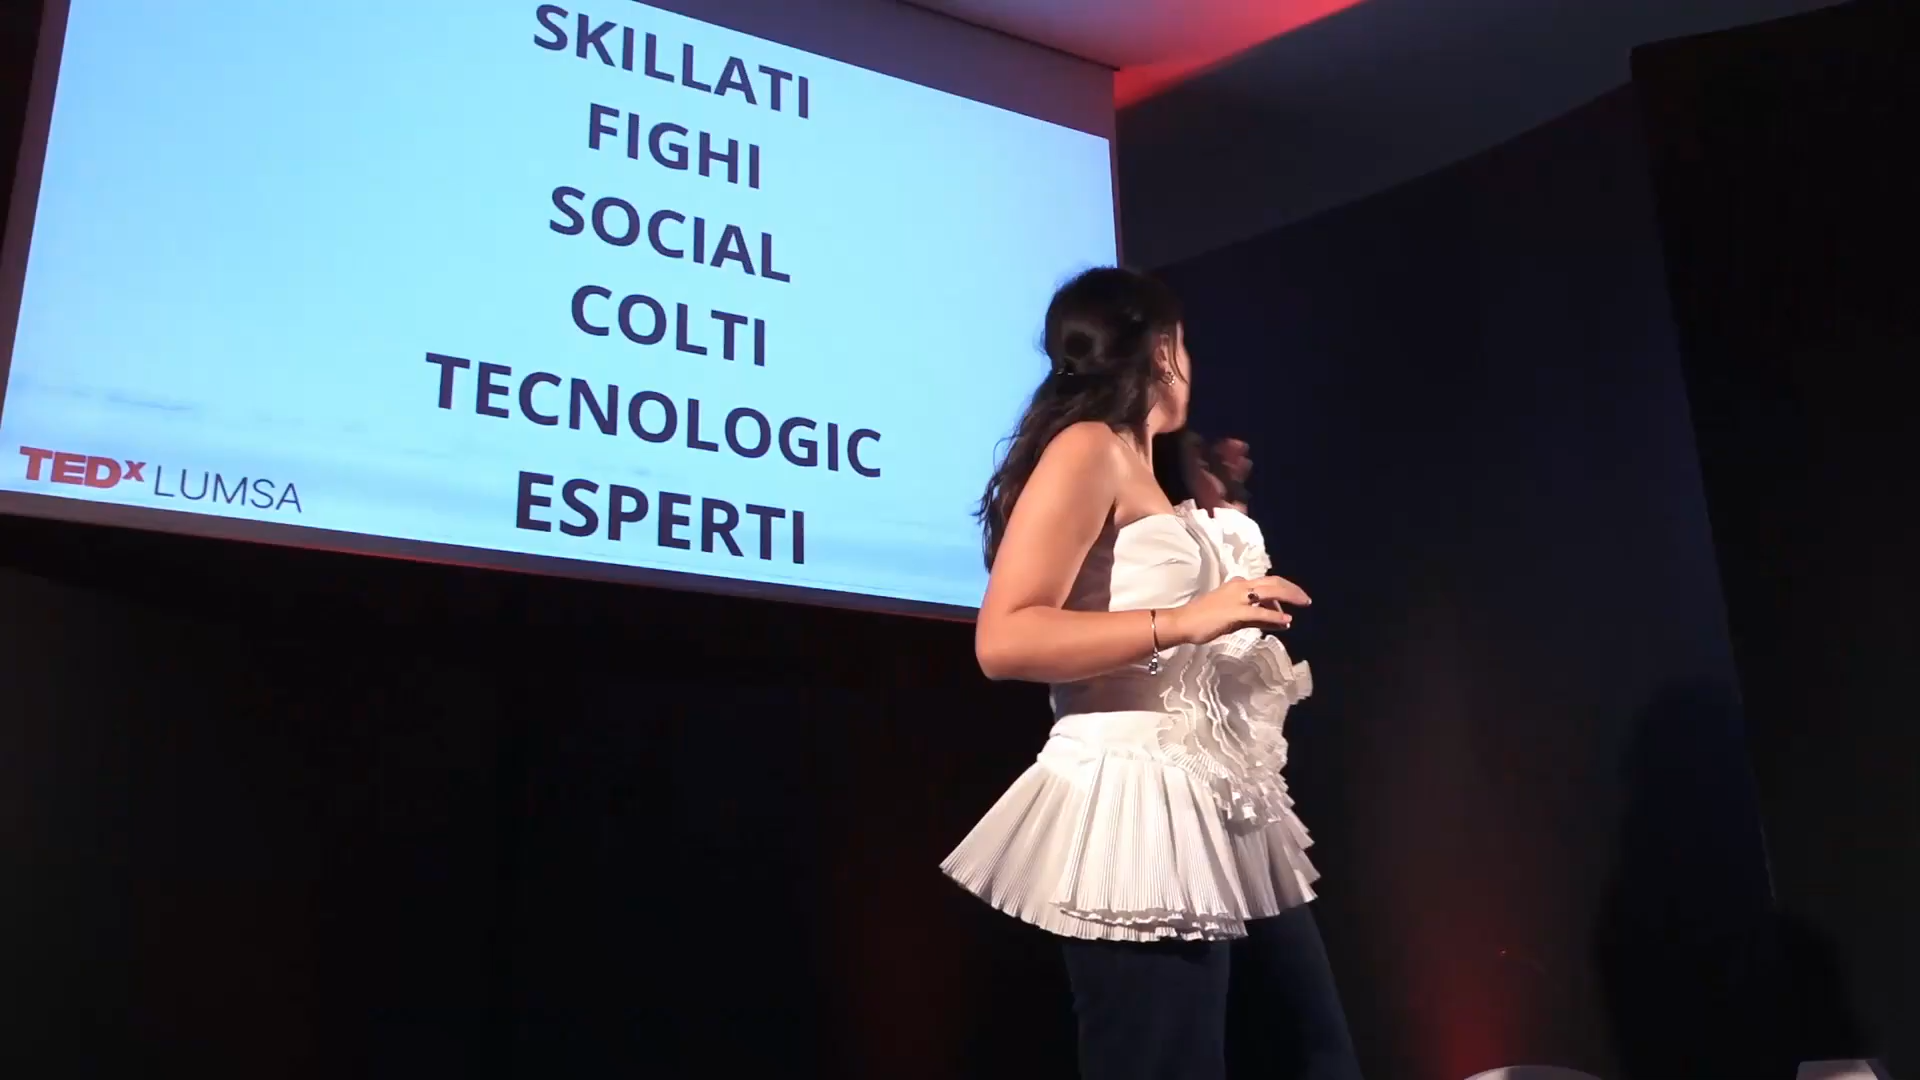 SKILLATI
FIGHI
SOCIAL
COLTI
TECNOLOGIC
ESPERTI
TEDx LUMSA